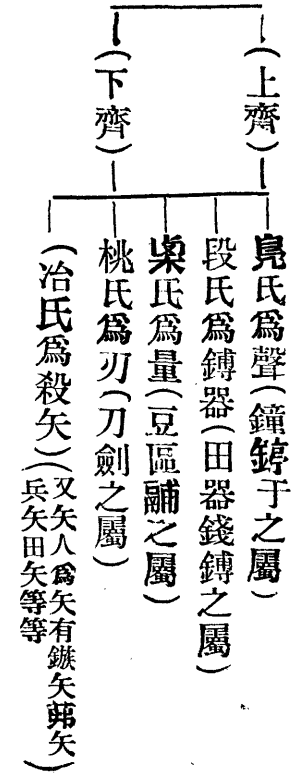 (上齊)
(下齊)
鳧氏爲聲(鐘錞于之屬)
段氏爲鎛器(田器錢鎛之屬)
㮚氏爲量(豆區鬴之屬)
桃氏爲刃(刀劍之屬)
(冶氏爲殺矢)(又矢人爲矢有鏃矢茀矢
兵矢田矢等等)